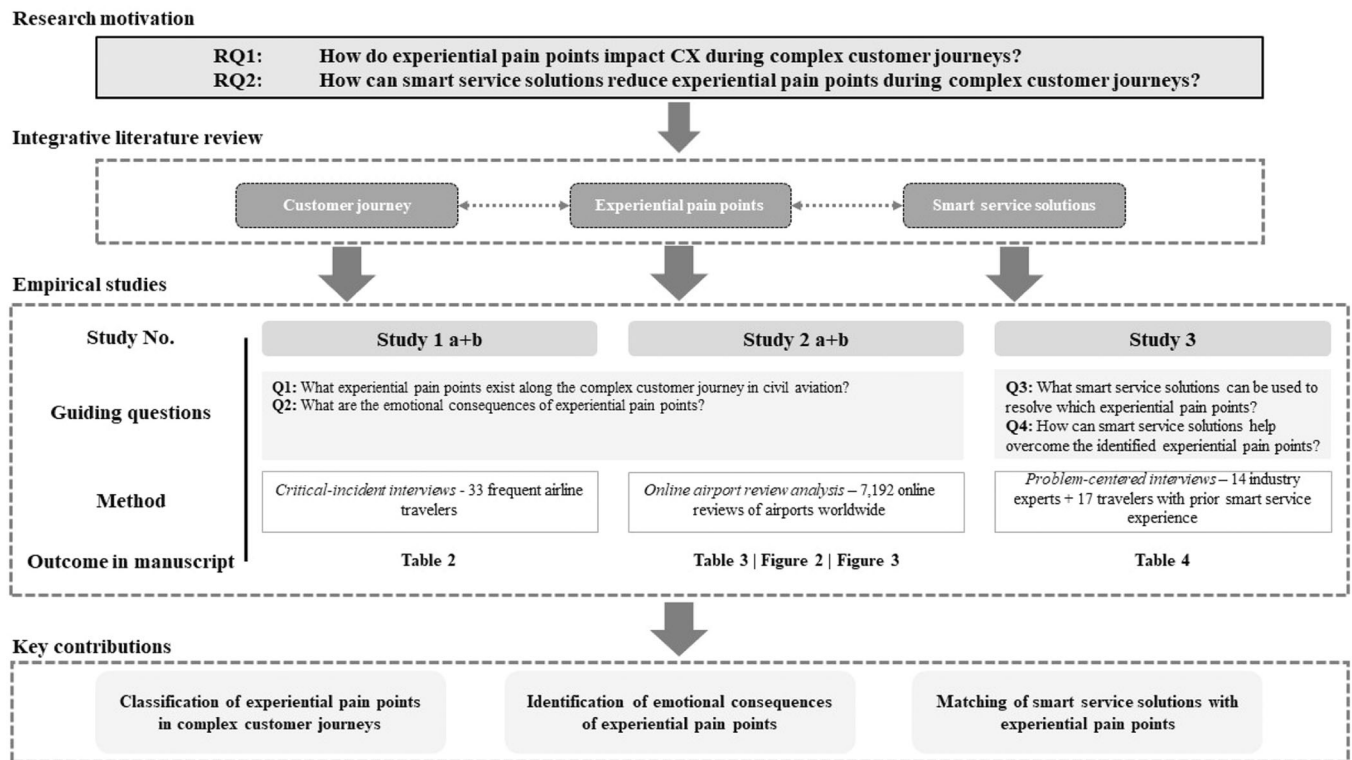 Research motivation
RQ1: How do experiential pain points impact CX during complex customer journeys?
RQ2: How can smart service solutions reduce experiential pain points during complex customer journeys?
Integrative literature review
Customer journey
Experiential pain points
Smart service solutions
Empirical studies
Study No.
Study 1 a+b
Study 2 a+b
Study 3
Guiding questions
Q1: What experiential pain points exist along the complex customer journey in civil aviation?
Q2: What are the emotional consequences of experiential pain points?
Q3: What smart service solutions can be used to
resolve which experiential pain points?
Q4: How can smart service solutions help
overcome the identified experiential pain points?
Method
Critical-incident interviews - 33 frequent airline
travelers
Online airport review analysis – 7,192 online
reviews of airports worldwide
Problem-centered interviews – 14 industry
experts + 17 travelers with prior smart service
experience
Outcome in manuscript
Table 2
Table 3 | Figure 2 | Figure 3
Table 4
Key contributions
Classification of experiential pain points
in complex customer journeys
Identification of emotional consequences
of experiential pain points
Matching of smart service solutions with
experiential pain points